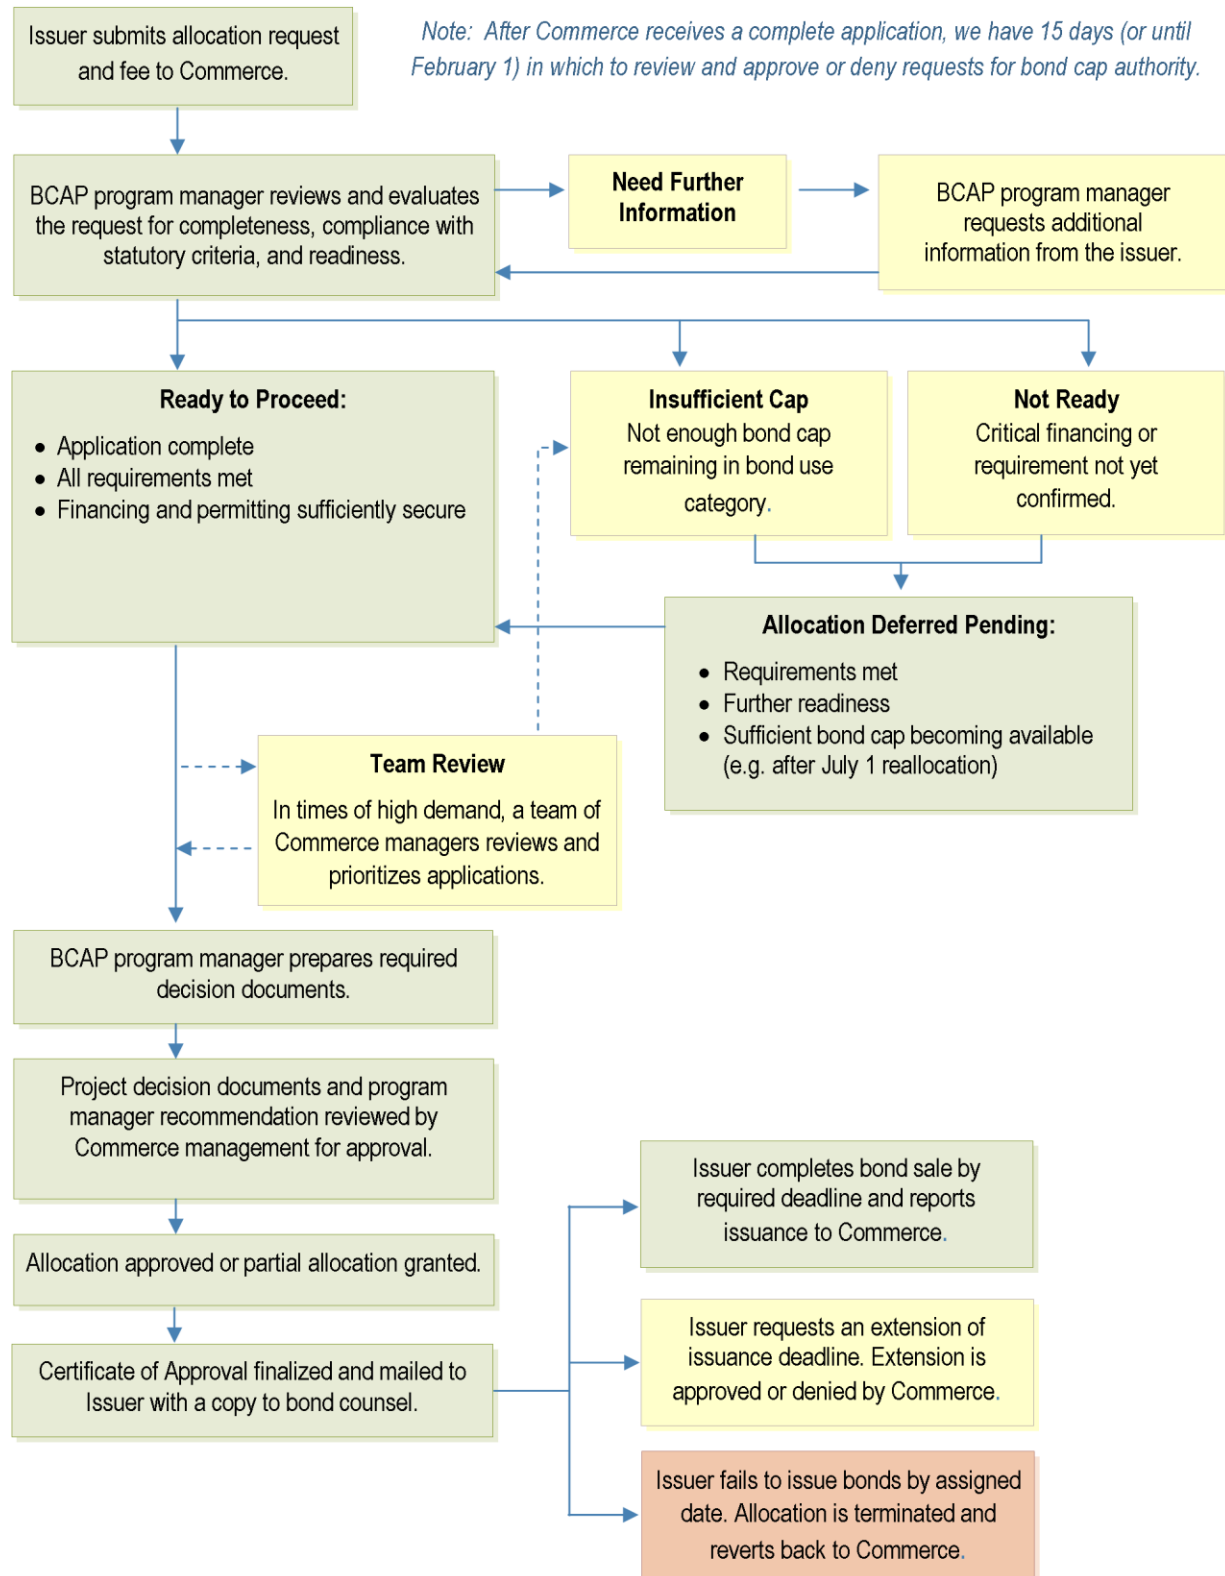 Issuer submits allocation request
and fee to Commerce.
Note:  After Commerce receives a complete application, we have 15 days (or until
February 1) in which to review and approve or deny requests for bond cap authority.
BCAP program manager reviews and evaluates
the request for completeness, compliance with
statutory criteria, and readiness.
Need Further
Information
BCAP program manager
requests additional
information from the issuer.
Ready to Proceed:
• Application complete
• All requirements met
• Financing and permitting sufficiently secure
Insufficient Cap
Not enough bond cap
remaining in bond use
category.
Not Ready
Critical financing or
requirement not yet
confirmed.
Allocation Deferred Pending:
• Requirements met
• Further readiness
• Sufficient bond cap becoming available
(e.g. after July 1 reallocation)
Team Review
In times of high demand, a team of
Commerce managers reviews and
prioritizes applications.
BCAP program manager prepares required
decision documents.
Project decision documents and program
manager recommendation reviewed by
Commerce management for approval.
Allocation approved or partial allocation granted.
Certificate of Approval finalized and mailed to
Issuer with a copy to bond counsel.
Issuer completes bond sale by
required deadline and reports
issuance to Commerce.
Issuer requests an extension of
issuance deadline. Extension is
approved or denied by Commerce.
Issuer fails to issue bonds by assigned
date. Allocation is terminated and
reverts back to Commerce.